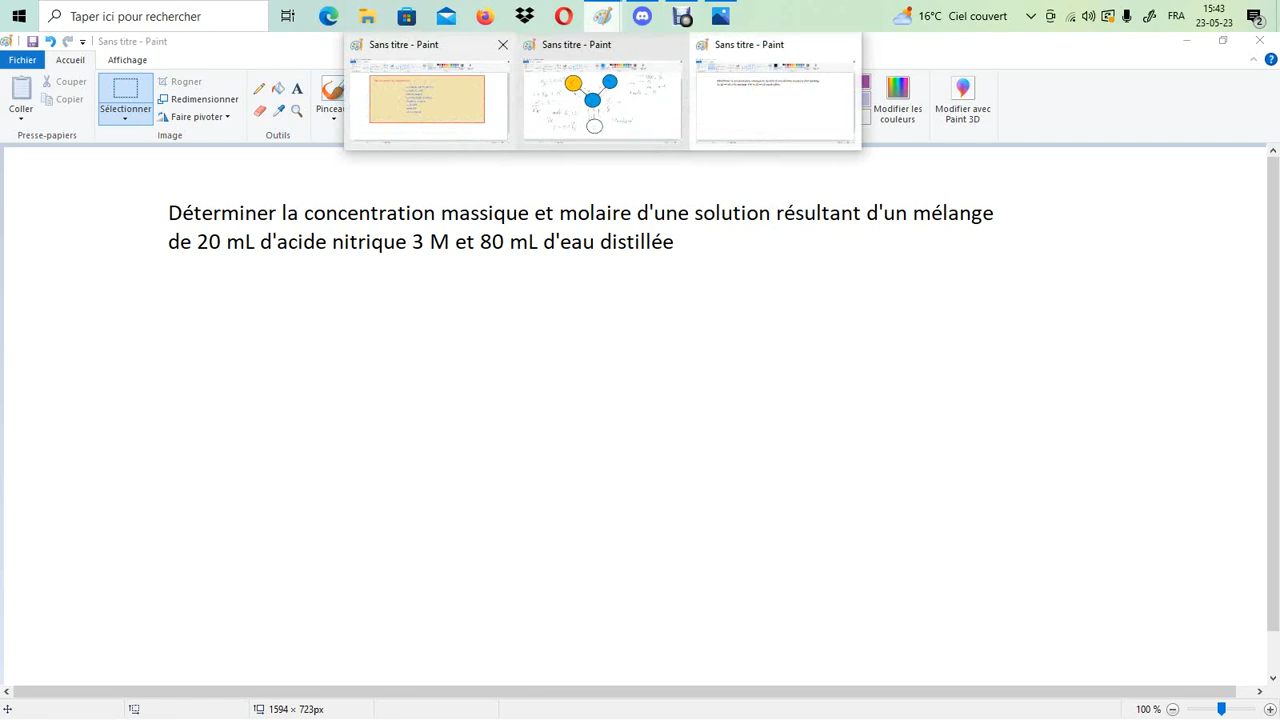 Taper ici pour rechercher
16°C Ciel couvert
FRA
15:43
23-05-23
2
Sans titre - Paint
Sans titre - Paint
Sans titre - Paint
Sans titre - Paint
Fichier
Accueil
Affichage
Coller
Couper
Copier
Presse-papiers
Sélectionner
Rogner
Redimensionner
Faire pivoter
Image
A
Outils
Pinceau
Modifier les
couleurs
Modifier avec
Paint 3D
Déterminer la concentration massique et molaire d'une solution résultant d'un mélange
de 20 mL d'acide nitrique 3 M et 80 mL d'eau distillée
1594 × 723px
100 %